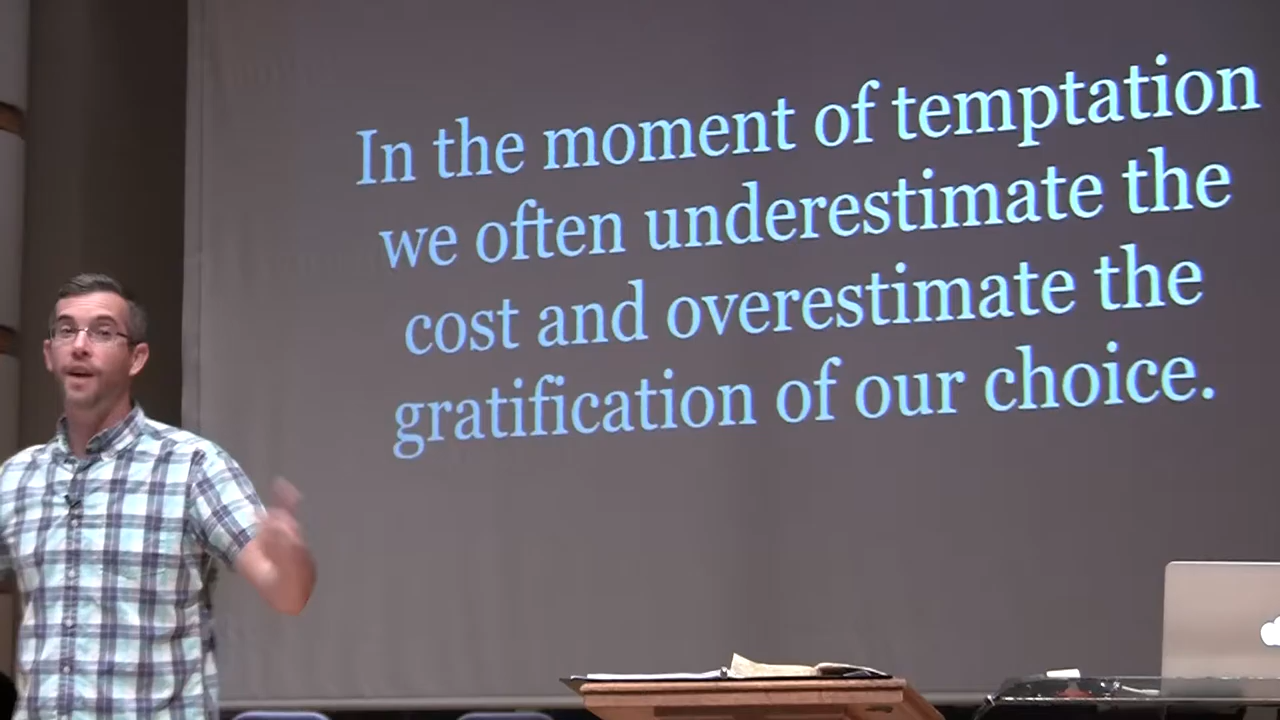 In the moment of temptation
we often underestimate the
cost and overestimate the
gratification of our choice.